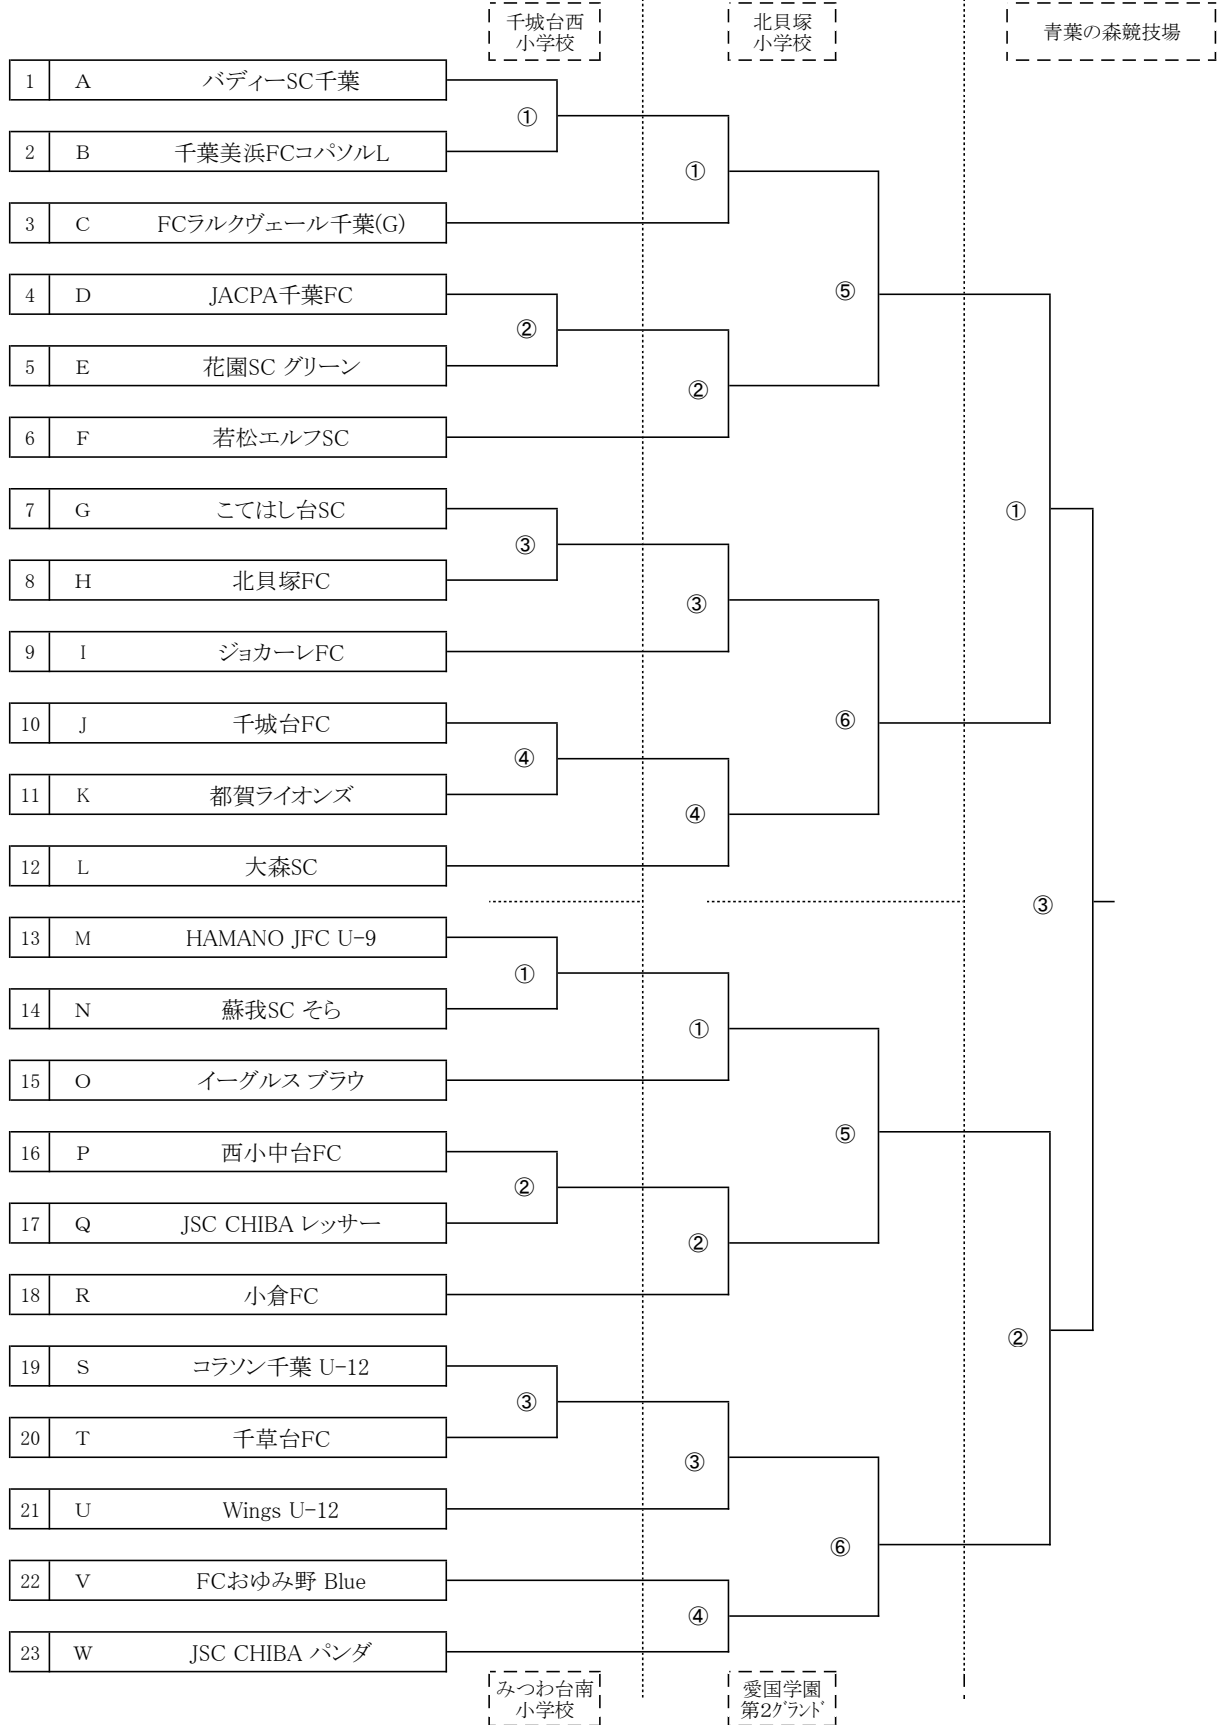 千城台西
小学校
北貝塚
小学校
青葉の森競技場
1 A バディーSC千葉
①
2 B 千葉美浜FCコパソルL
①
3 C FCラルクヴェール千葉(G)
4 D JACPA千葉FC
⑤
②
5 E 花園SC グリーン
②
6 F 若松エルフSC
7 G こてはし台SC
①
③
8 H 北貝塚FC
③
9 I ジョカーレFC
10 J 千城台FC
⑥
④
11 K 都賀ライオンズ
④
12 L 大森SC
③
13 M HAMANO JFC U-9
①
14 N 蘇我SC そら
①
15 O イーグルス ブラウ
⑤
16 P 西小中台FC
②
17 Q JSC CHIBA レッサー
②
18 R 小倉FC
②
19 S コラソン千葉 U-12
③
20 T 千草台FC
③
21 U Wings U-12
⑥
22 V FCおゆみ野 Blue
④
23 W JSC CHIBA パンダ
みつわ台南
小学校
愛国学園
第2グランド